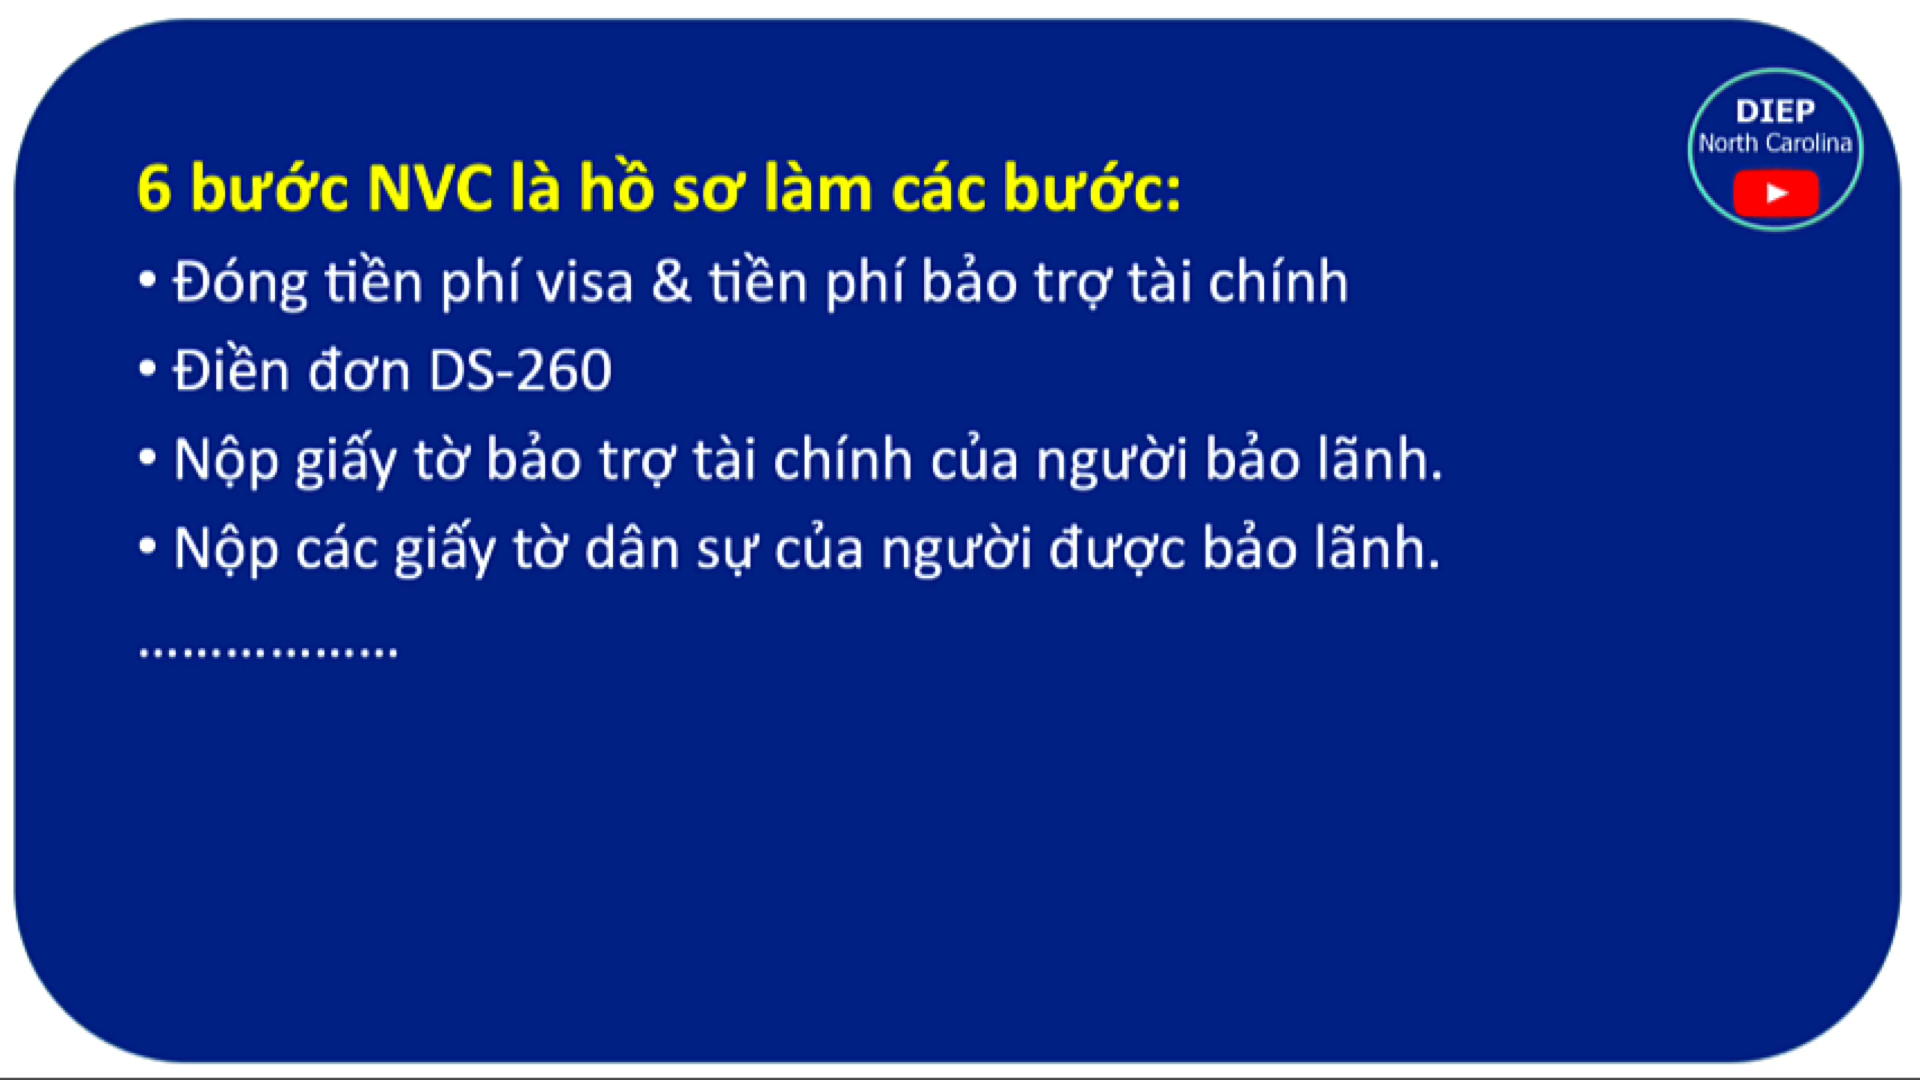 DIEP
North Carolina
6 bước NVC là hồ sơ làm các bước:
• Đóng tiền phí visa & tiền phí bảo trợ tài chính
• Điền đơn DS-260
• Nộp giấy tờ bảo trợ tài chính của người bảo lãnh.
• Nộp các giấy tờ dân sự của người được bảo lãnh.
………………